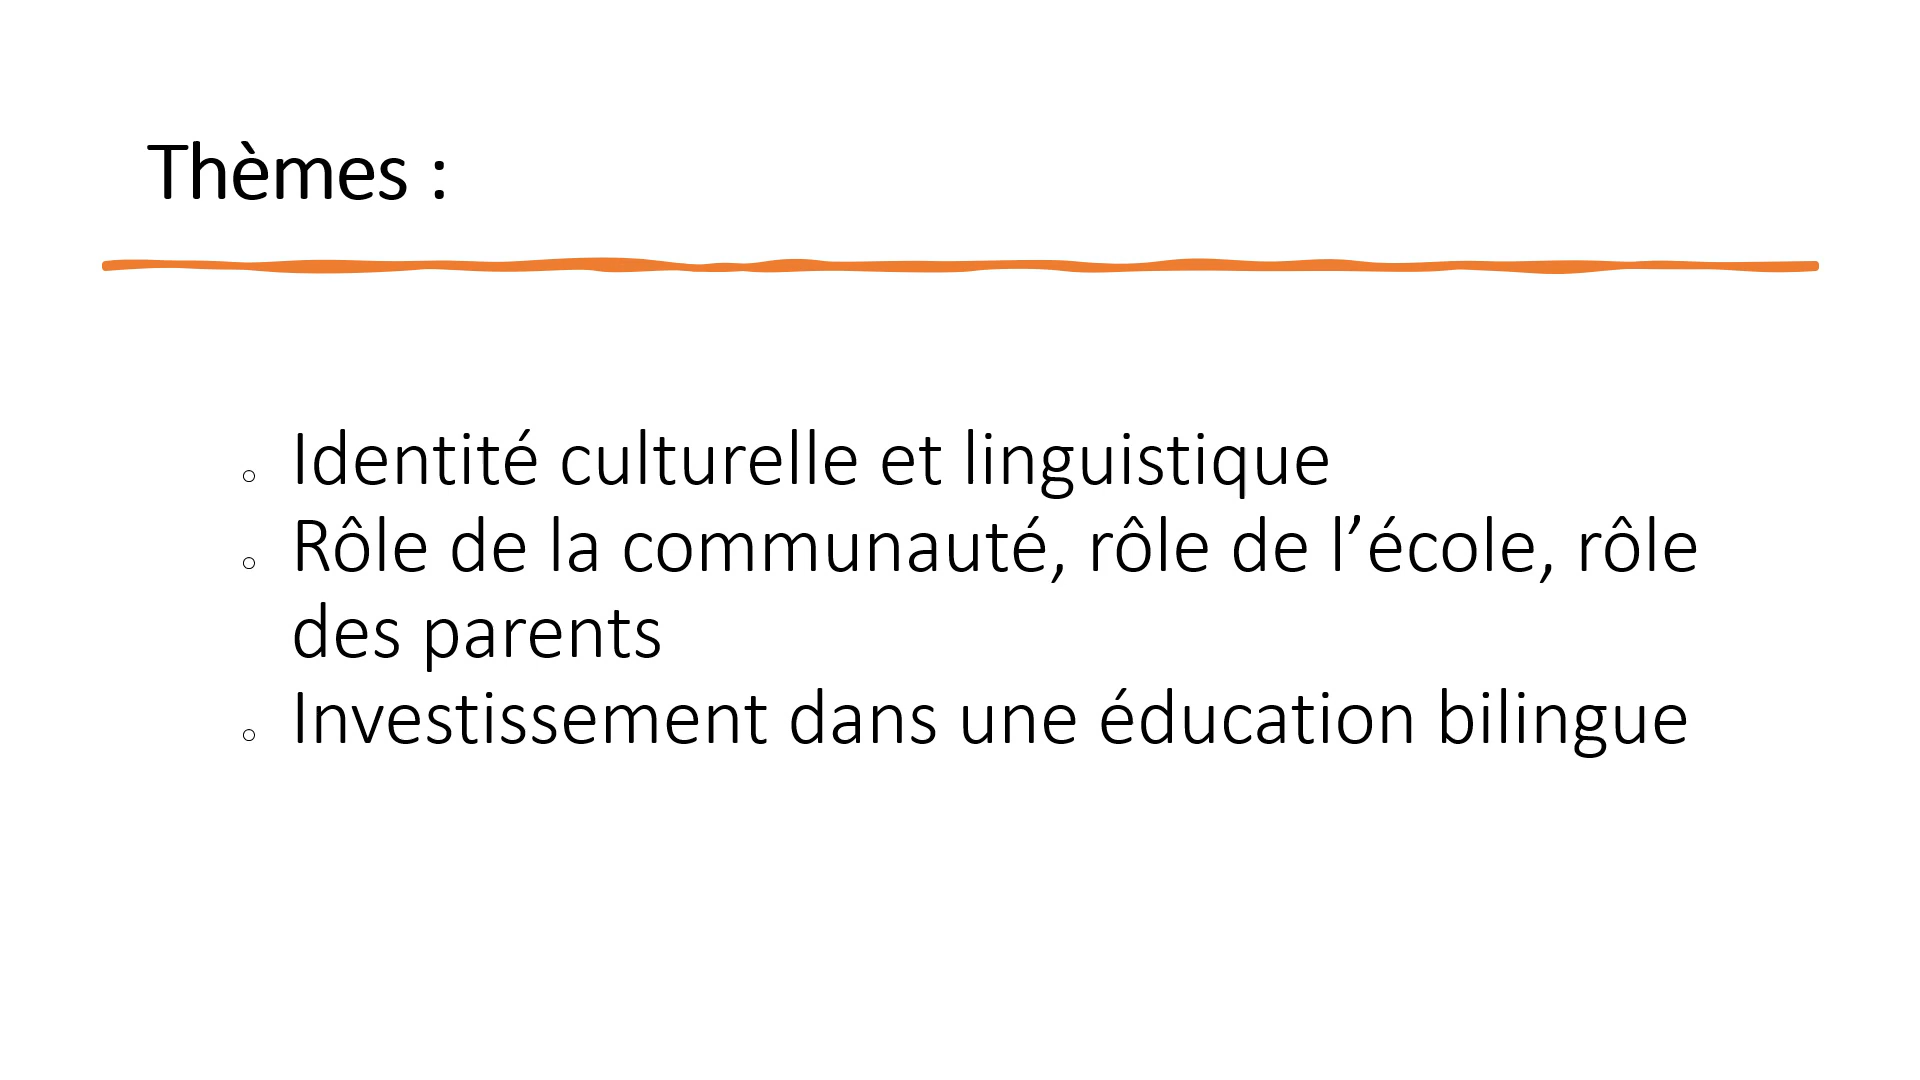 Thèmes :
○ Identité culturelle et linguistique
○ Rôle de la communauté, rôle de l’école, rôle
des parents
○ Investissement dans une éducation bilingue